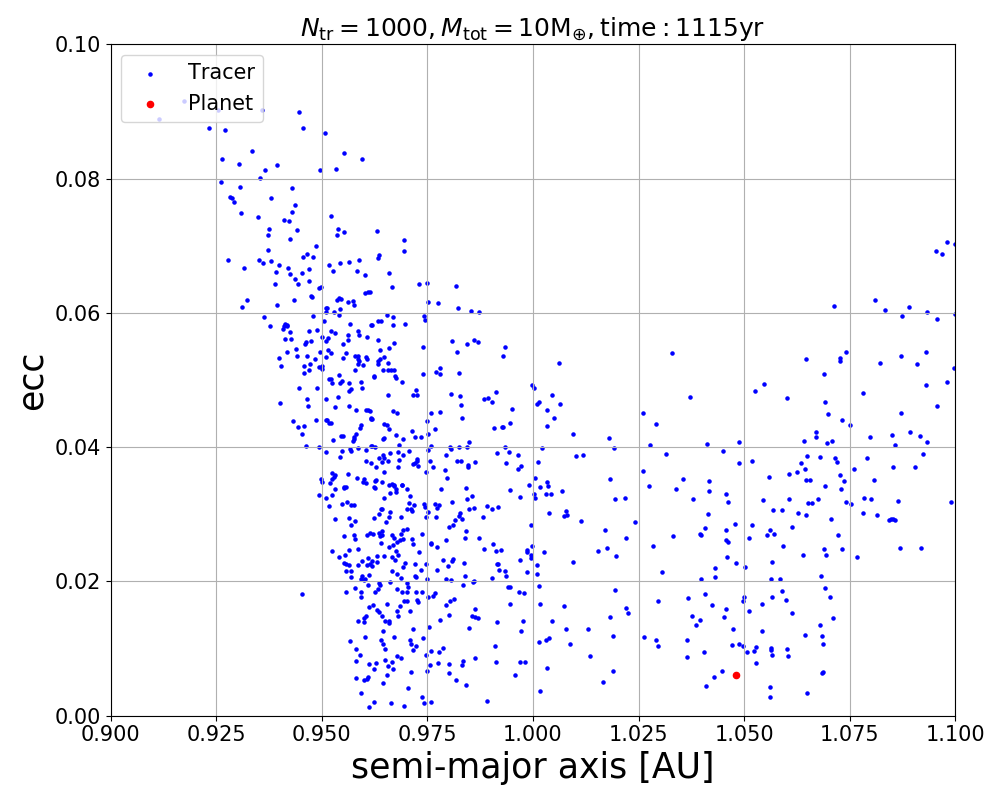 N_tr = 1000, M_tot = 10M_⊕, time : 1115yr
Tracer
Planet
ecc
0.10
0.08
0.06
0.04
0.02
0.00
0.900 0.925 0.950 0.975 1.000 1.025 1.050 1.075 1.100
semi-major axis [AU]